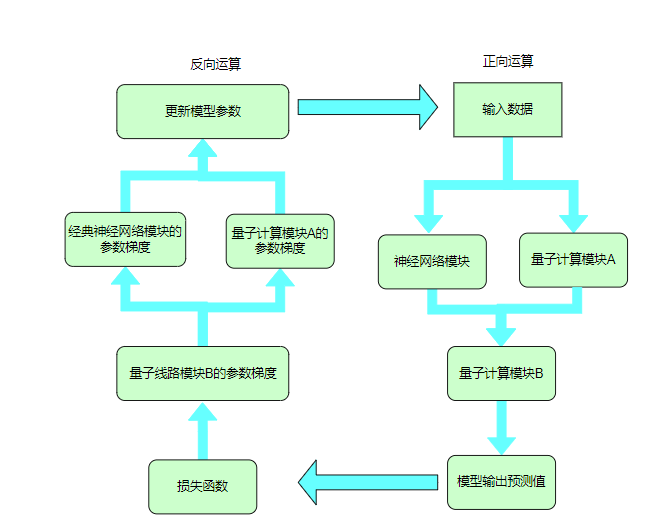 反向运算
正向运算
更新模型参数
输入数据
经典神经网络模块的
参数梯度
量子计算模块A的
参数梯度
神经网络模块
量子计算模块A
量子线路模块B的参数梯度
量子计算模块B
损失函数
模型输出预测值